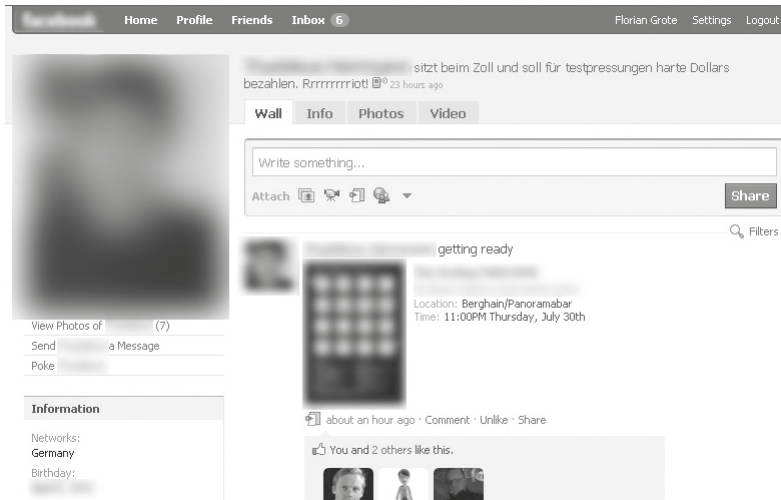 Home Profile Friends Inbox 6 Florian Grote Settings Logout
sitzt beim Zoll und soll für testpressungen harte Dollars
bezahlen. Rrrrrrrriot! 23 hours ago
Wall Info Photos Video
Write something...
Attach
Share
Filters
getting ready
Location: Berghain/Panoramabar
Time: 11:00PM Thursday, July 30th
View Photos of (7)
Send a Message
Poke
about an hour ago · Comment · Unlike · Share
Information
You and 2 others like this.
Networks:
Germany
Birthday: